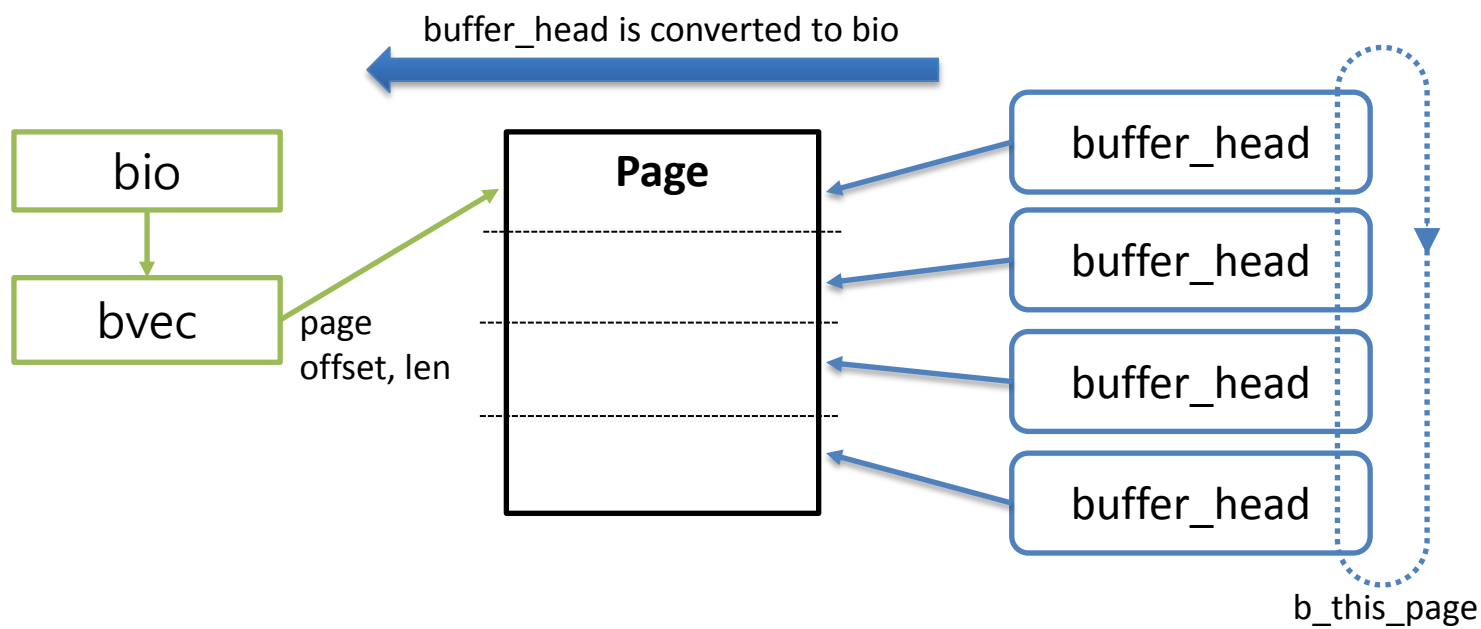 buffer_head is converted to bio
bio
bvec
page
offset, len
Page
buffer_head
buffer_head
buffer_head
buffer_head
b_this_page